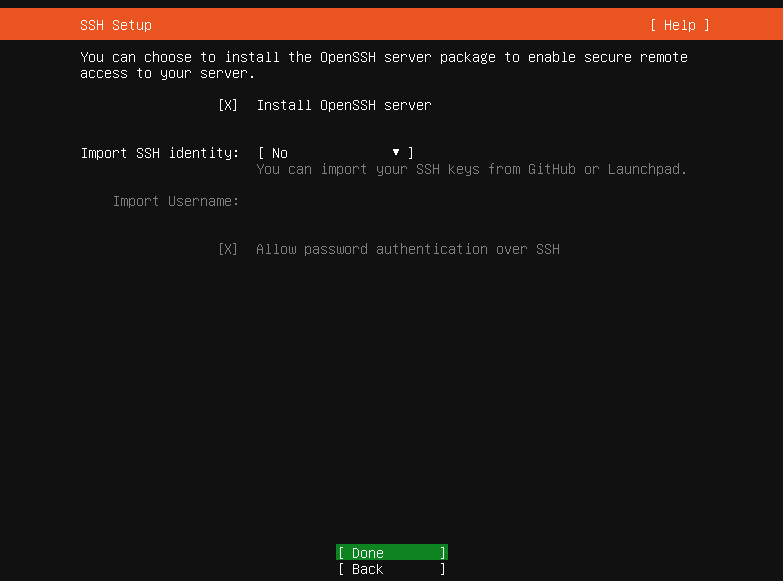 SSH Setup [ Help ]
You can choose to install the OpenSSH server package to enable secure remote
access to your server.
[X] Install OpenSSH server
Import SSH identity: [ No ▼ ]
You can import your SSH keys from GitHub or Launchpad.
Import Username:
[X] Allow password authentication over SSH
[ Done ]
[ Back ]